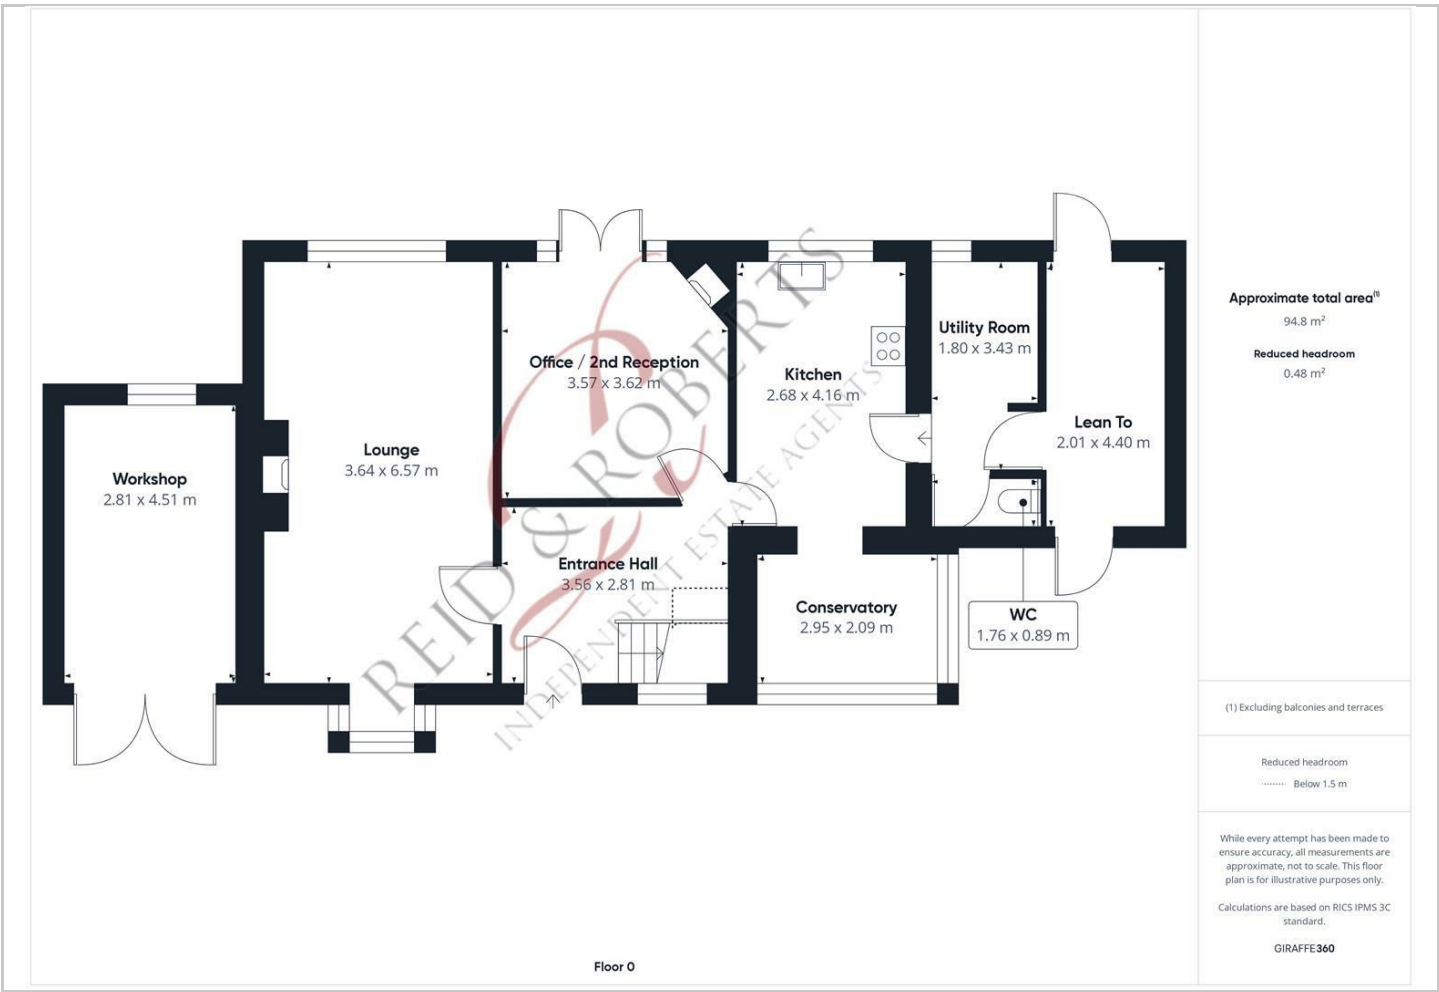 Workshop
2.81 x 4.51 m
Lounge
3.64 x 6.57 m
Office / 2nd Reception
3.57 x 3.62 m
Entrance Hall
3.56 x 2.81 m
Kitchen
2.68 x 4.16 m
Utility Room
1.80 x 3.43 m
Lean To
2.01 x 4.40 m
Conservatory
2.95 x 2.09 m
WC
1.76 x 0.89 m
REID & ROBERTS
INDEPENDENT ESTATE AGENTS
Floor 0
Approximate total area(1)
94.8 m²
Reduced headroom
0.48 m²
(1) Excluding balconies and terraces
Reduced headroom
Below 1.5 m
While every attempt has been made to
ensure accuracy, all measurements are
approximate, not to scale. This floor
plan is for illustrative purposes only.
Calculations are based on RICS IPMS 3C
standard.
GIRAFFE360